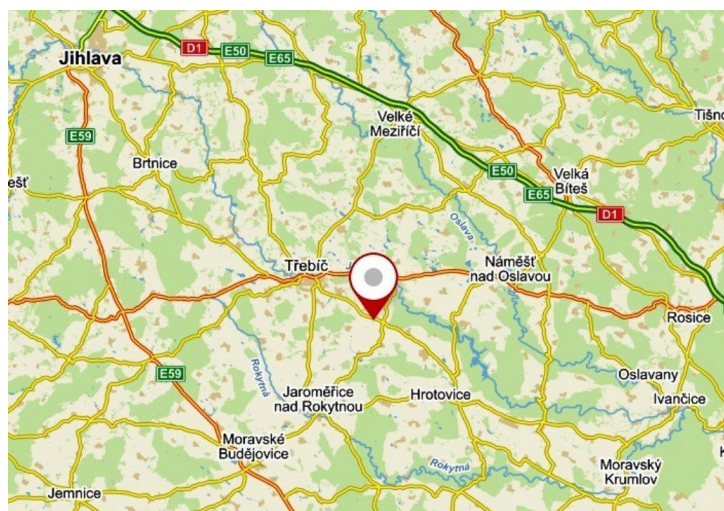 Jihlava
D1
E50
E65
Velké
Meziříčí
Tišno
E59
Brtnice
E50
Velká
Bíteš
E65
D1
ešť
Oslava
Třebíč
J
Náměšť
nad Oslavou
Rosice
Rokytná
E59
Jaroměřice
nad Rokytnou
Hrotovice
Oslavany
Ivančice
Moravské
Budějovice
Rokytná
Moravský
Krumlov
K
Jemnice